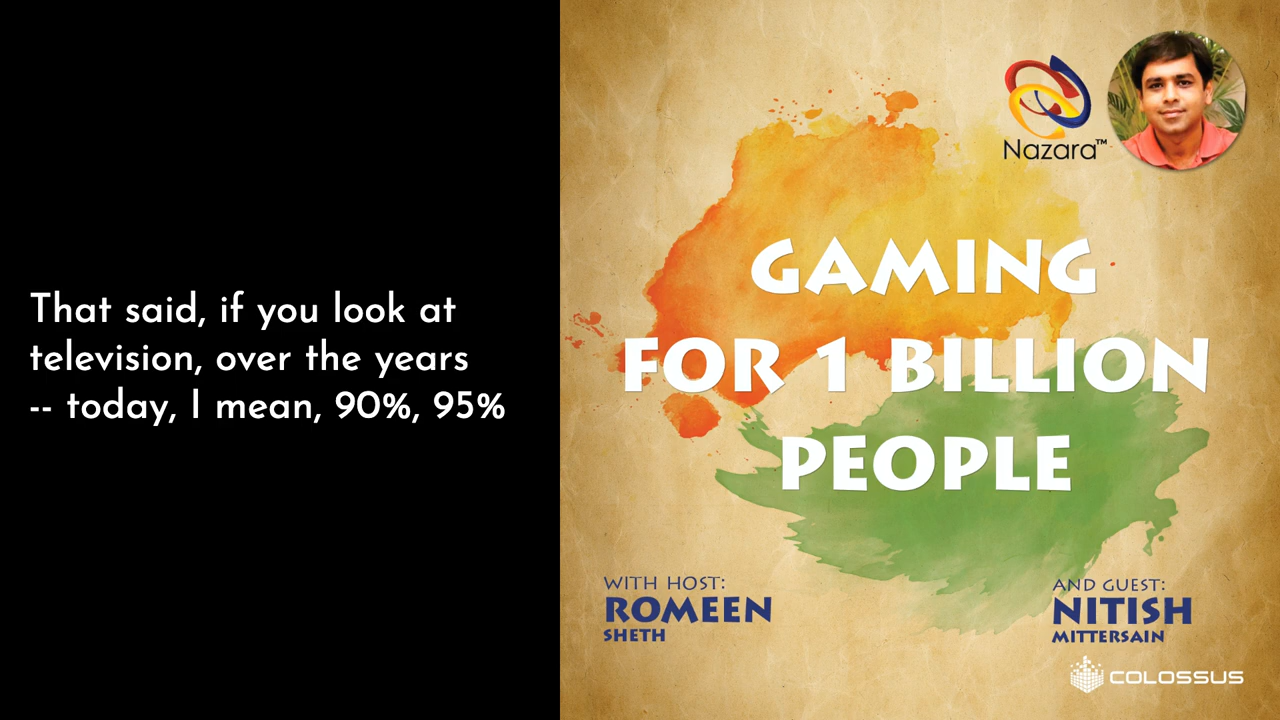 That said, if you look at
television, over the years
-- today, I mean, 90%, 95%
Nazara™
GAMING
FOR 1 BILLION
PEOPLE
WITH HOST:
ROMEEN
SHETH
AND GUEST:
NITISH
MITTERSAIN
COLOSSUS